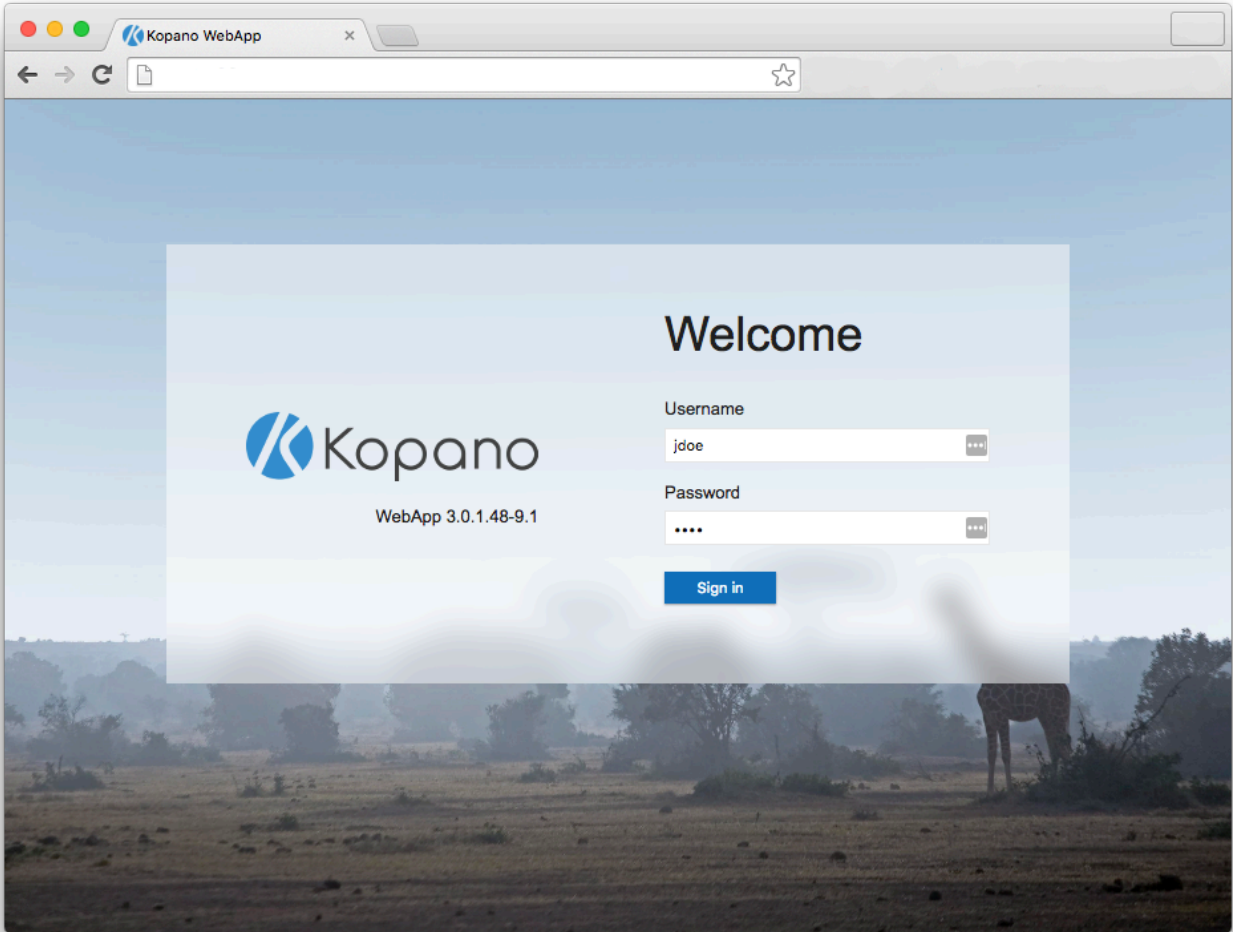 Kopano WebApp
Welcome
Username
jdoe
Kopano
Password
WebApp 3.0.1.48-9.1
••••
Sign in